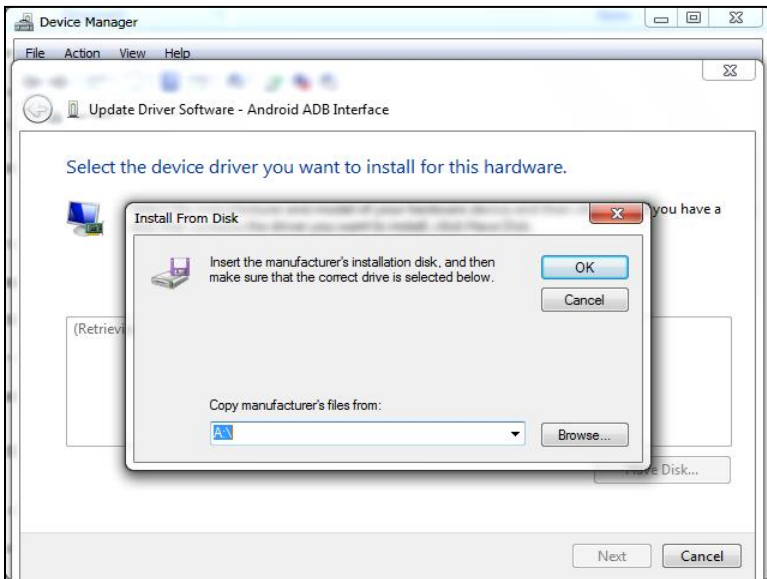 Device Manager
File Action View Help
Update Driver Software - Android ADB Interface
Select the device driver you want to install for this hardware.
you have a
Install From Disk
Insert the manufacturer's installation disk, and then
make sure that the correct drive is selected below.
OK
Cancel
(Retrievi
Copy manufacturer's files from:
A:\
Browse...
Have Disk...
Next
Cancel